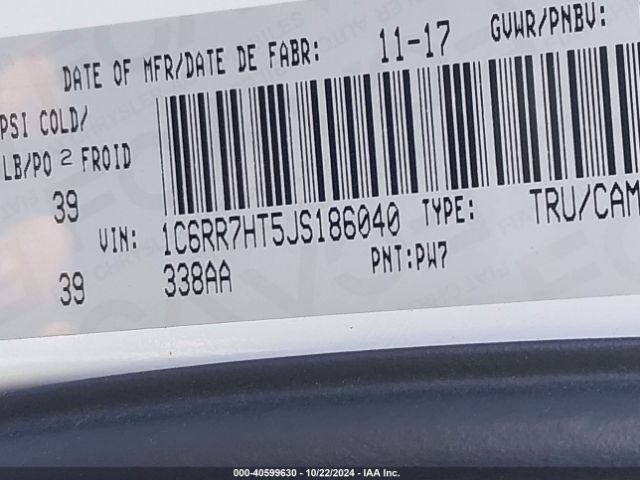 DATE OF MFR/DATE DE FABR: 11-17 GVWR/PNBV:
PSI COLD/
LB/PO 2 FROID
39
VIN: 1C6RR7HT5JS186040 TYPE: TRU/CAM
39 338AA PNT:PW7
000-40599630 - 10/22/2024 - IAA Inc.